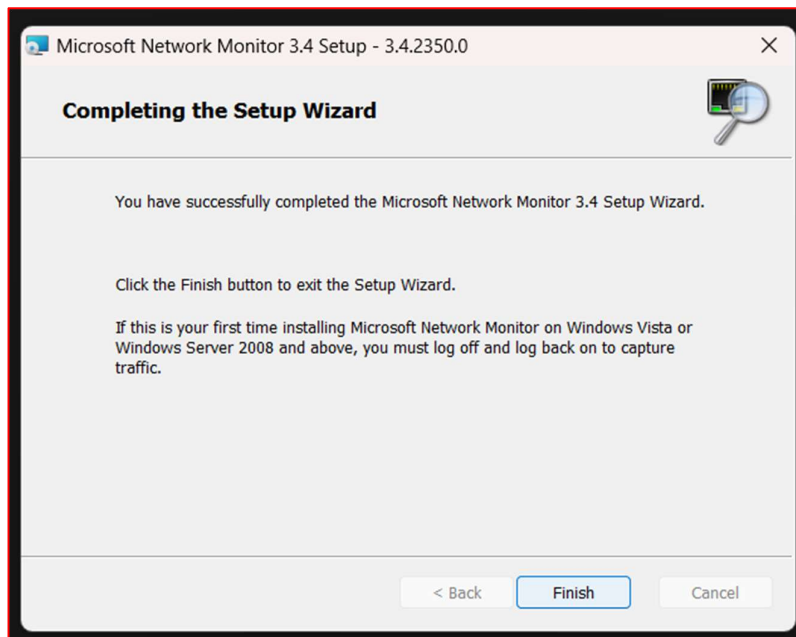 Microsoft Network Monitor 3.4 Setup - 3.4.2350.0
Completing the Setup Wizard
You have successfully completed the Microsoft Network Monitor 3.4 Setup Wizard.
Click the Finish button to exit the Setup Wizard.
If this is your first time installing Microsoft Network Monitor on Windows Vista or
Windows Server 2008 and above, you must log off and log back on to capture
traffic.
< Back Finish Cancel